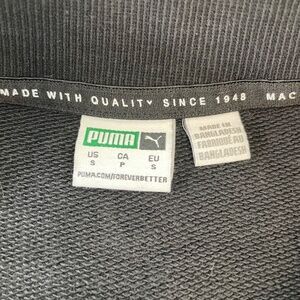 MADE WITH QUALITY SINCE 1948 MAC
PUMA
US CA EU
S P S
PUMA.COM/FOREVERBETTER
MADE IN
BANGLADESH
FABRIQUÉ AU
BANGLADESH